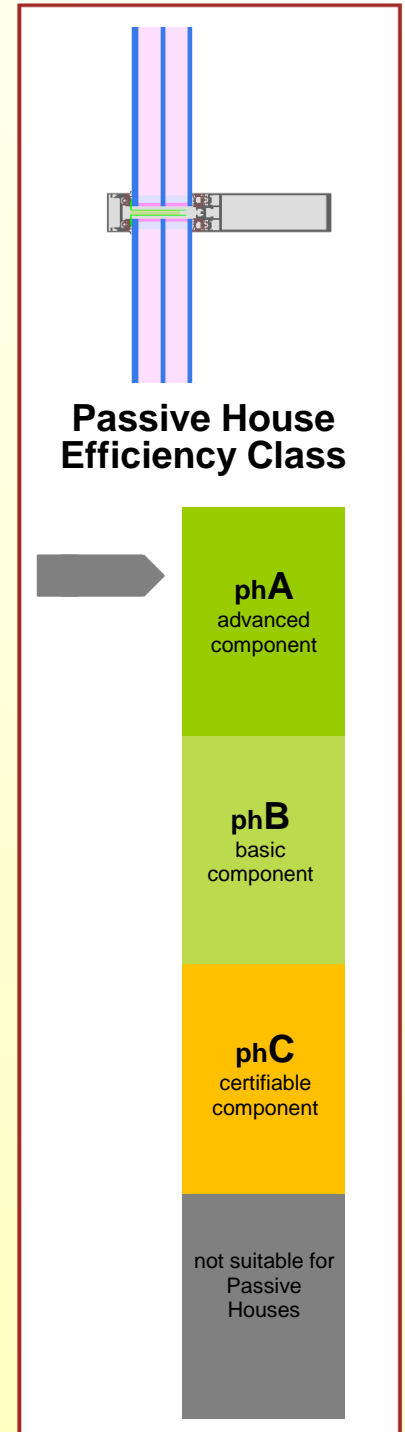 Passive House
Efficiency Class
phA
advanced
component
phB
basic
component
phC
certifiable
component
not suitable for
Passive
Houses